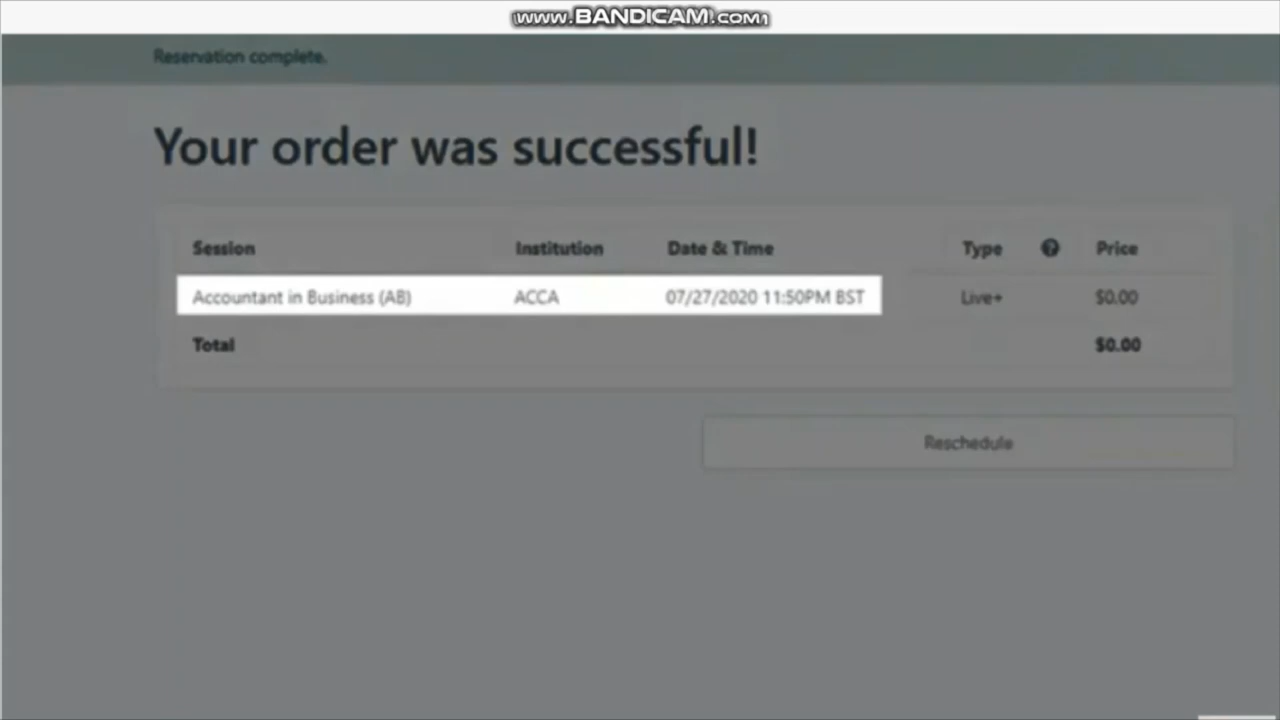 www.BANDICAM.com
Reservation complete.
Your order was successful!
Session Institution Date & Time Type ? Price
Accountant in Business (AB) ACCA 07/27/2020 11:50PM BST Live+ $0.00
Total $0.00
Reschedule